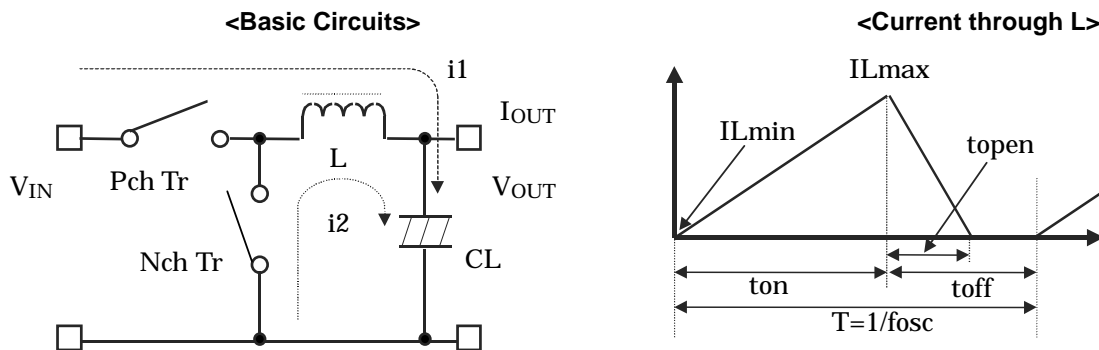 <Basic Circuits>
<Current through L>
i1
ILmax
IOUT
ILmin
topen
L
VIN
Pch Tr
VOUT
i2
Nch Tr
CL
ton
toff
T=1/fosc